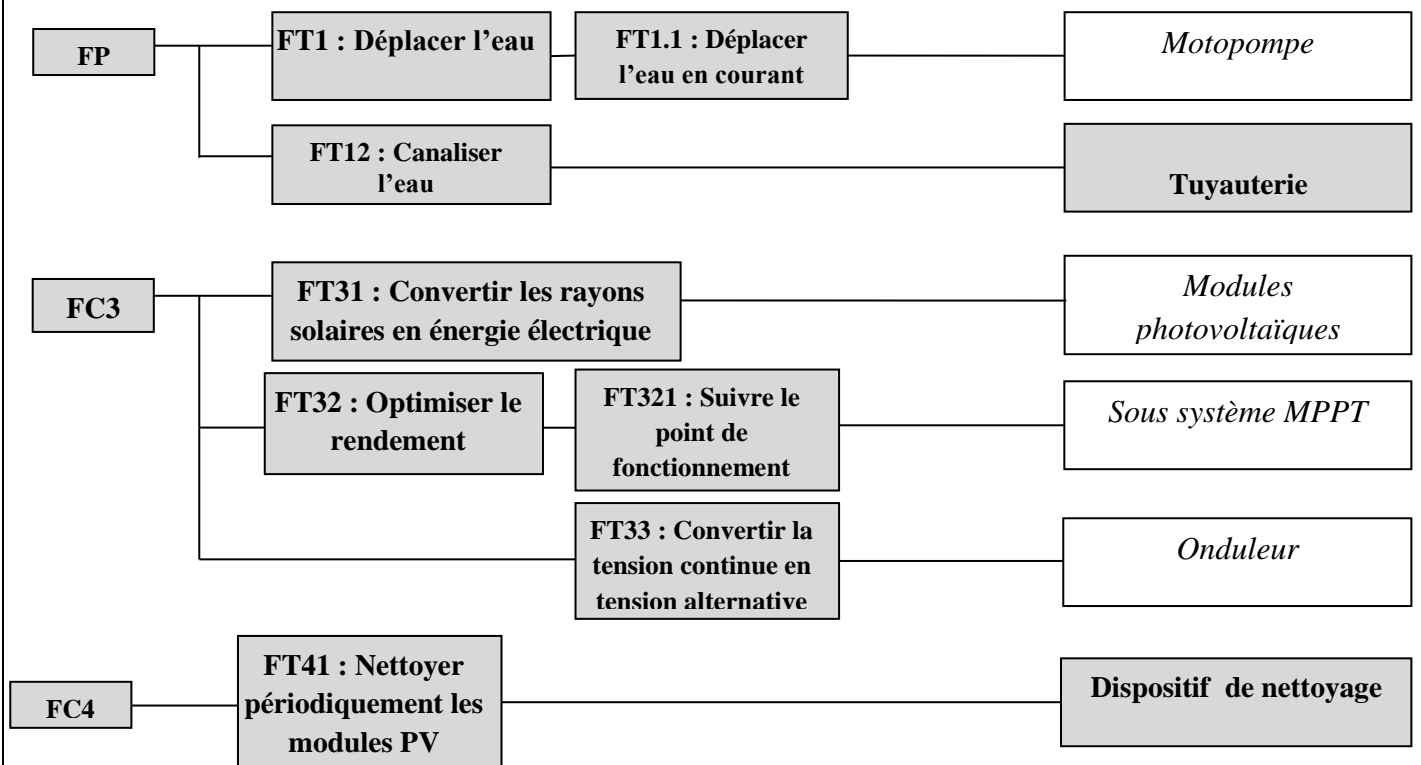 FP
FT1 : Déplacer l’eau
FT1.1 : Déplacer
l’eau en courant
Motopompe
FT12 : Canaliser
l’eau
Tuyauterie
FC3
FT31 : Convertir les rayons
solaires en énergie électrique
Modules
photovoltaïques
FT32 : Optimiser le
rendement
FT321 : Suivre le
point de
fonctionnement
Sous système MPPT
FT33 : Convertir la
tension continue en
tension alternative
Onduleur
FC4
FT41 : Nettoyer
périodiquement les
modules PV
Dispositif de nettoyage